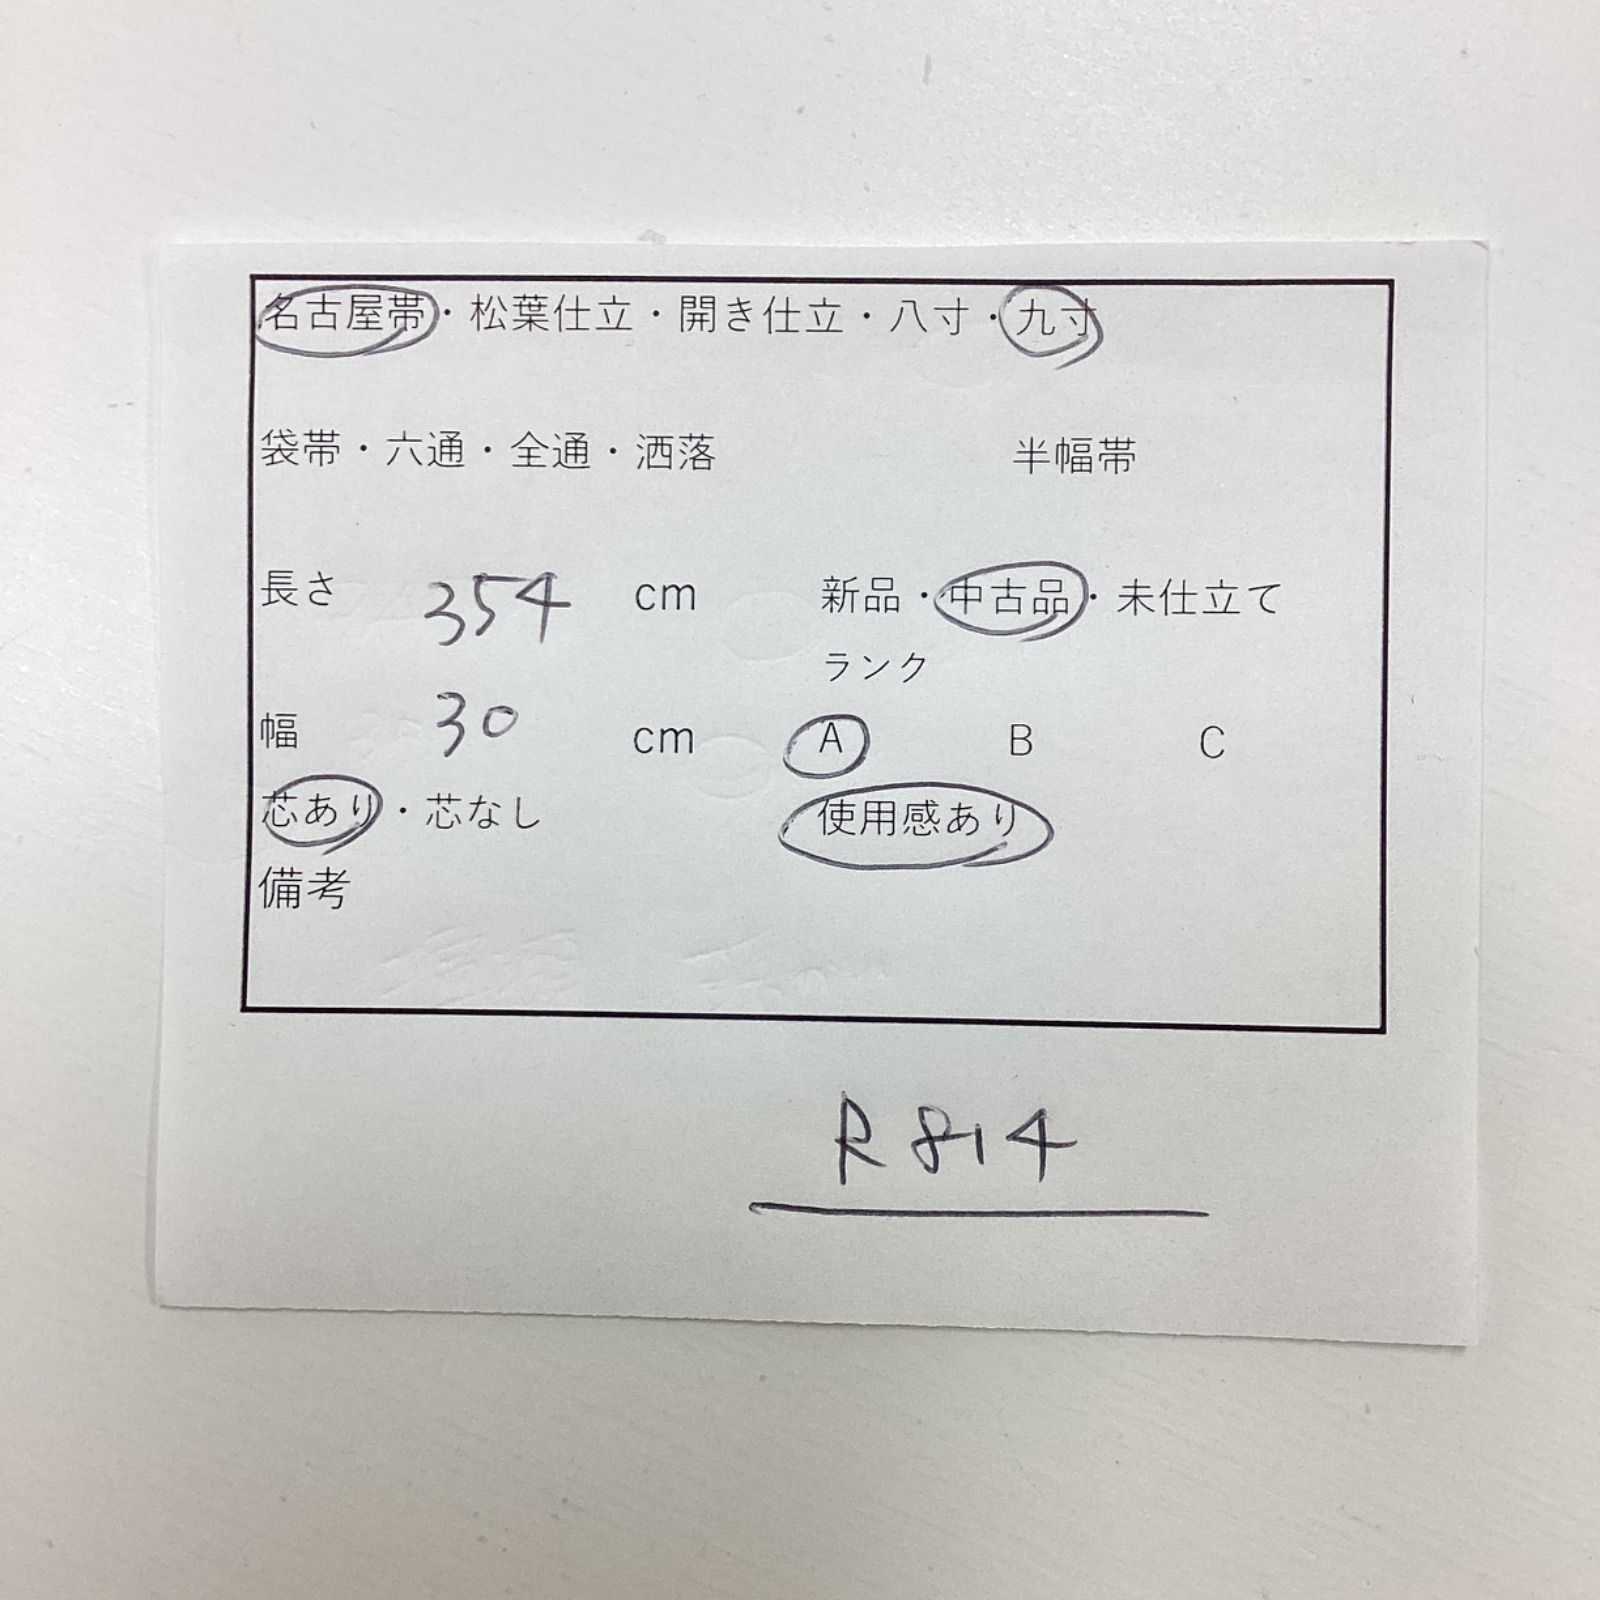 名古屋帯・松葉仕立・開き仕立・八寸・九寸
袋帯・六通・全通・洒落 半幅帯
長さ 354 cm 新品・中古品・未仕立て
ランク
幅 30 cm A B C
芯あり・芯なし 使用感あり
備考
R814